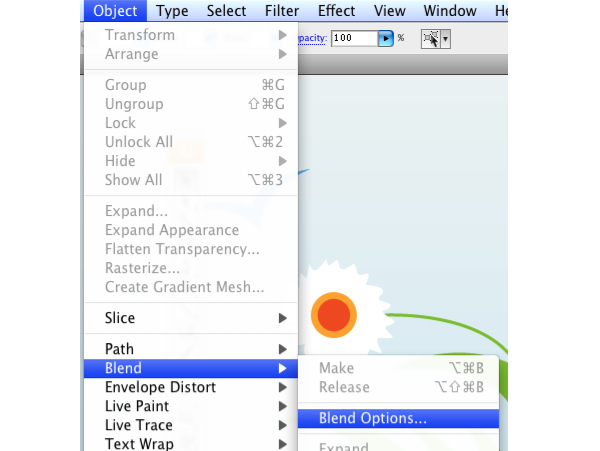 Object Type Select Filter Effect View Window
Transform
Opacity: 100 %
Arrange
Group ⌘G
Ungroup ⇧⌘G
Lock
Unlock All ⌥⌘2
Hide
Show All ⌥⌘3
Expand...
Expand Appearance
Flatten Transparency...
Rasterize...
Create Gradient Mesh...
Slice
Path
Blend
Make ⌥⌘B
Envelope Distort
Release ⌥⇧⌘B
Live Paint
Blend Options...
Live Trace
Text Wrap
Expand